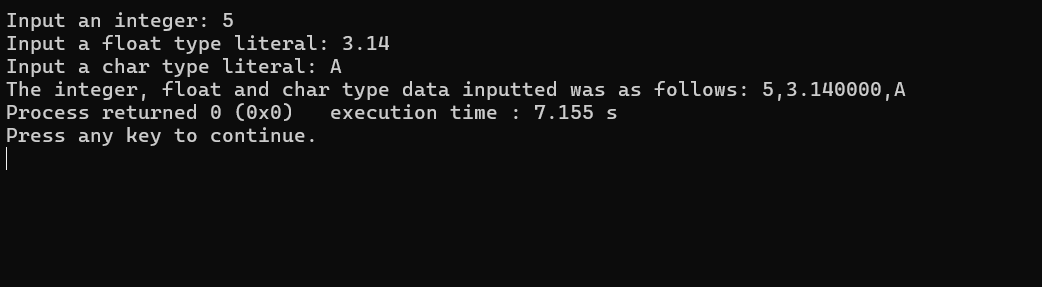 Input an integer: 5
Input a float type literal: 3.14
Input a char type literal: A
The integer, float and char type data inputted was as follows: 5,3.140000,A
Process returned 0 (0x0)   execution time : 7.155 s
Press any key to continue.